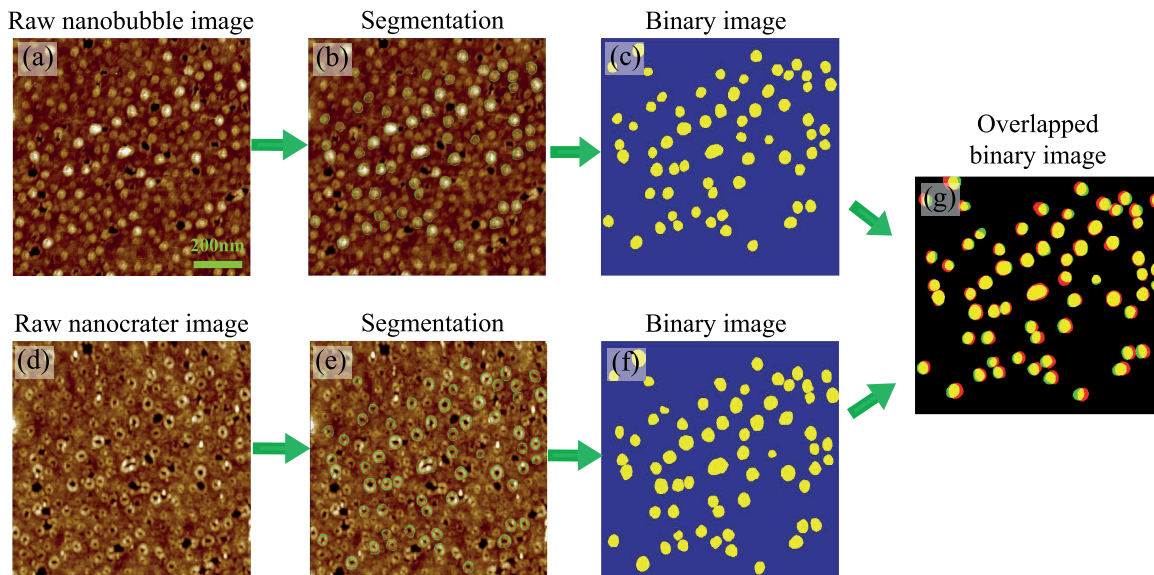 Raw nanobubble image
Segmentation
Binary image
(a)
(b)
(c)
200nm
Overlapped
binary image
(g)
Raw nanocrater image
Segmentation
Binary image
(d)
(e)
(f)